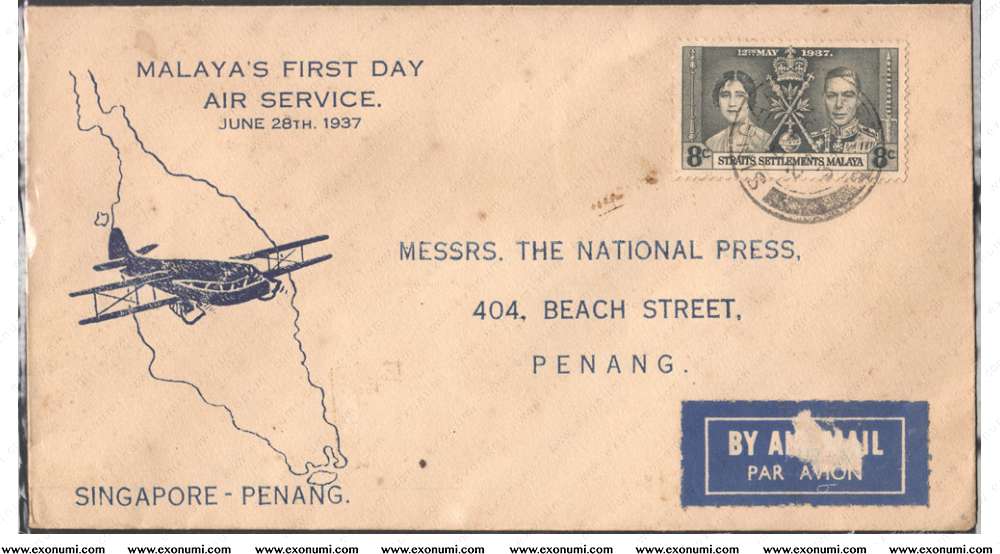 MALAYA'S FIRST DAY
AIR SERVICE.
JUNE 28TH. 1937
12TH MAY 1937.
8c STRAITS SETTLEMENTS MALAYA 8c
MESSRS. THE NATIONAL PRESS,
404, BEACH STREET,
PENANG.
BY AIR MAIL
PAR AVION
SINGAPORE - PENANG.
www.exonumi.com www.exonumi.com www.exonumi.com www.exonumi.com www.exonumi.com www.exonumi.com www.exonumi.com www.exonumi.com